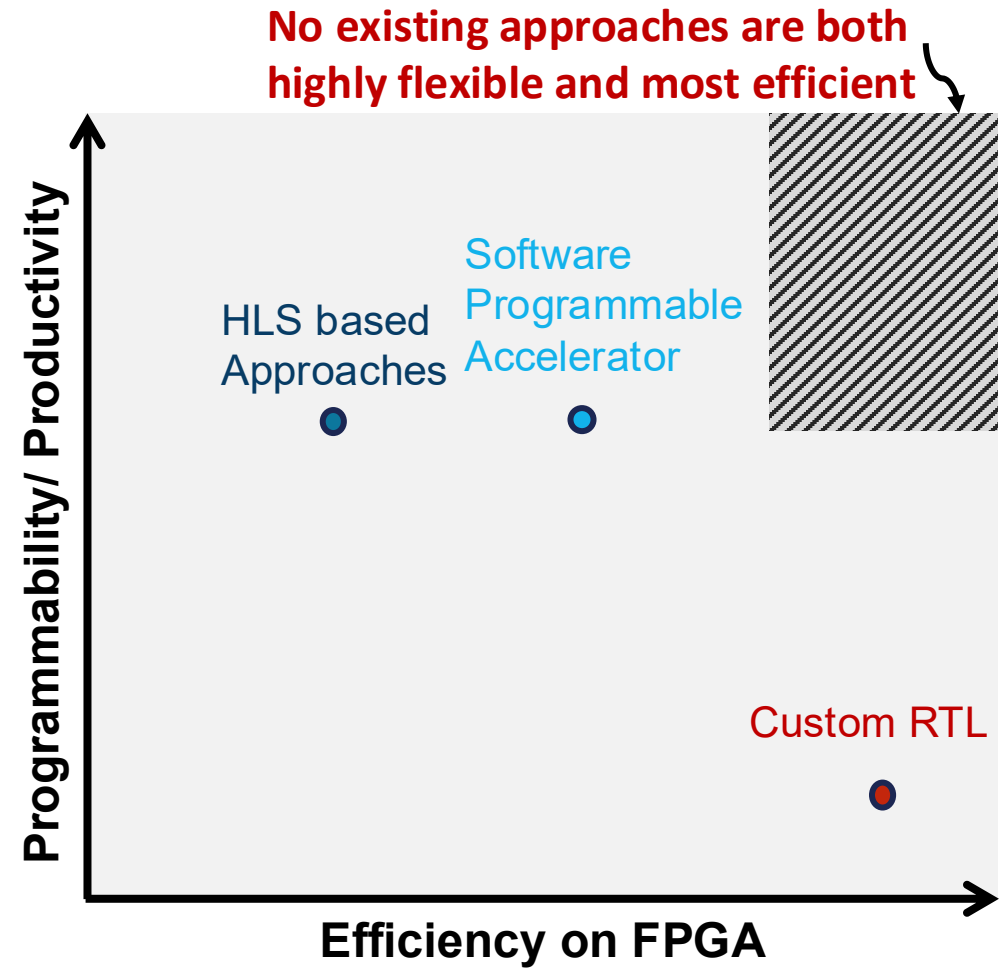 No existing approaches are both
highly flexible and most efficient
Programmability/ Productivity
Software
Programmable
Accelerator
HLS based
Approaches
Custom RTL
Efficiency on FPGA